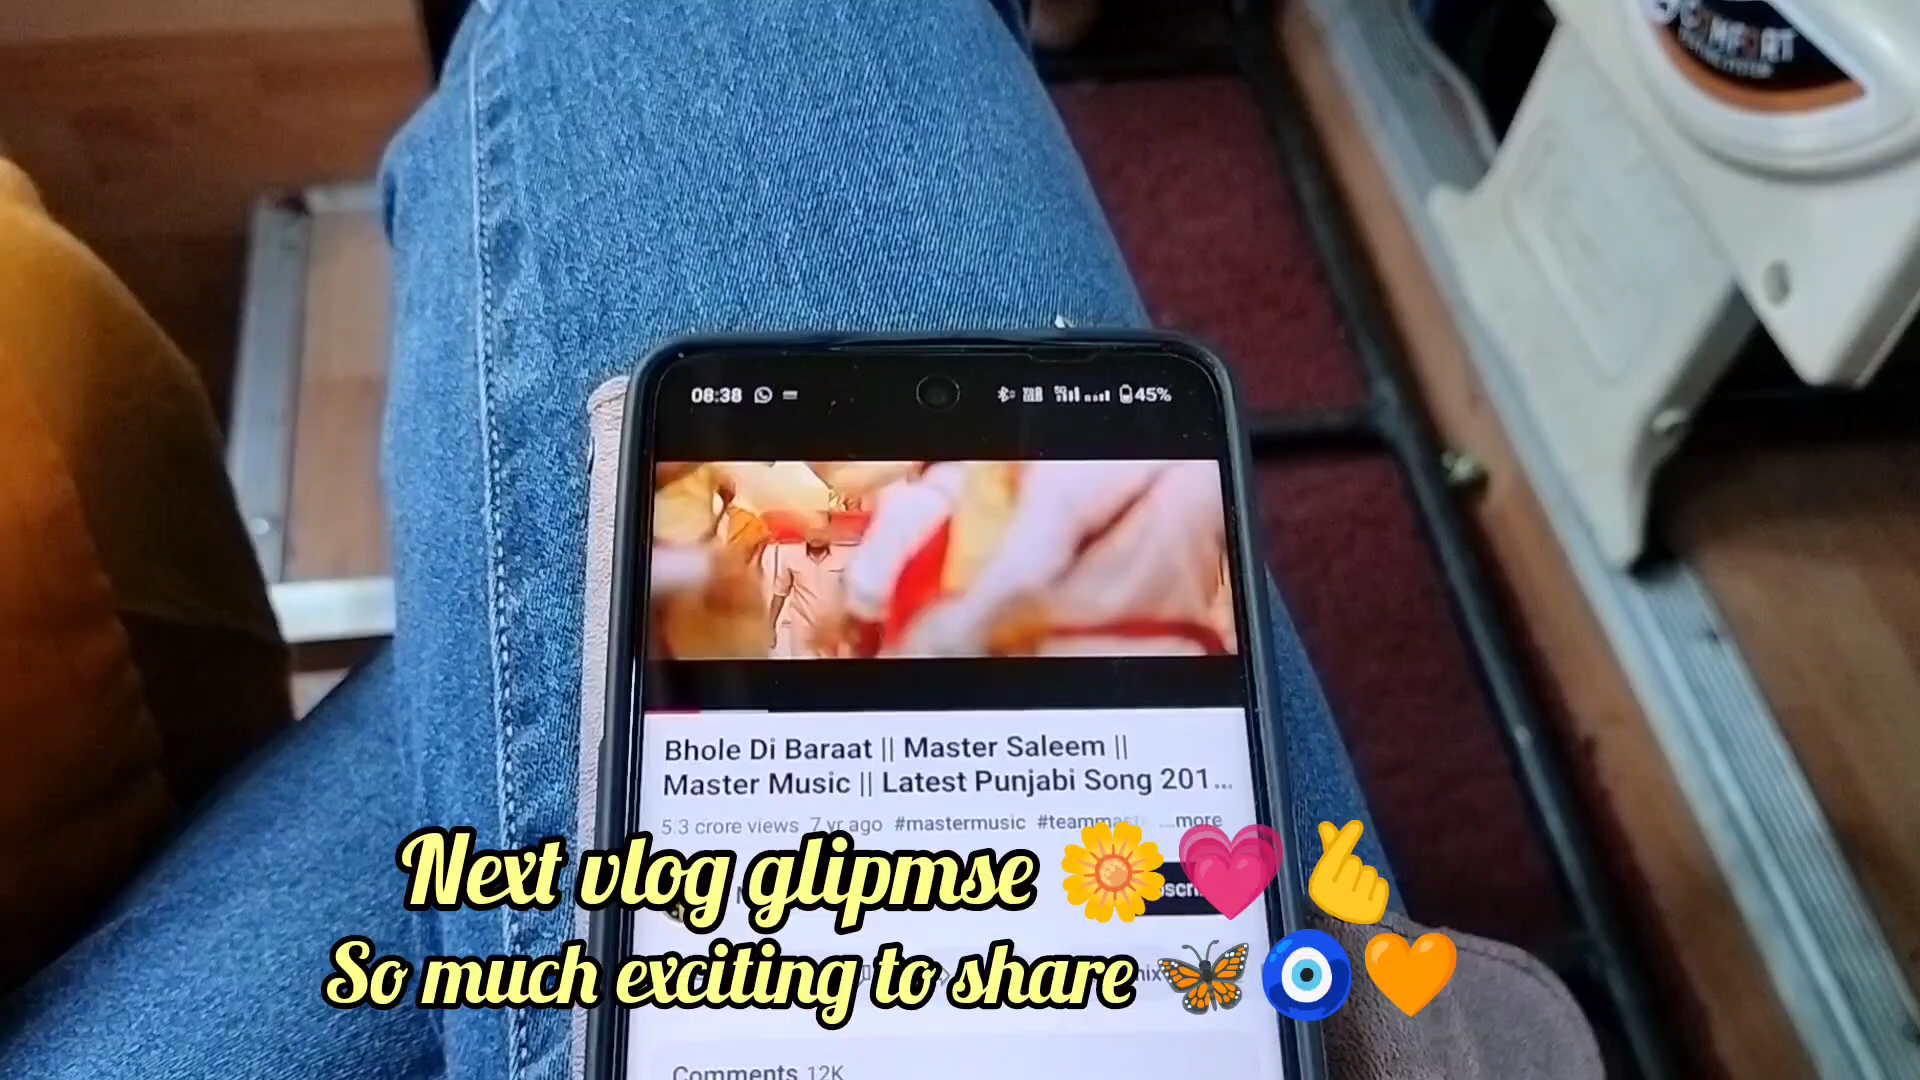 COMFORT
08:38
45%
Bhole Di Baraat || Master Saleem ||
Master Music || Latest Punjabi Song 201...
5.3 crore views 7 yr ago #mastermusic ...more
Next vlog glipmse 🌼💗🫰
So much exciting to share 🦋🧿🧡
Comments 12K